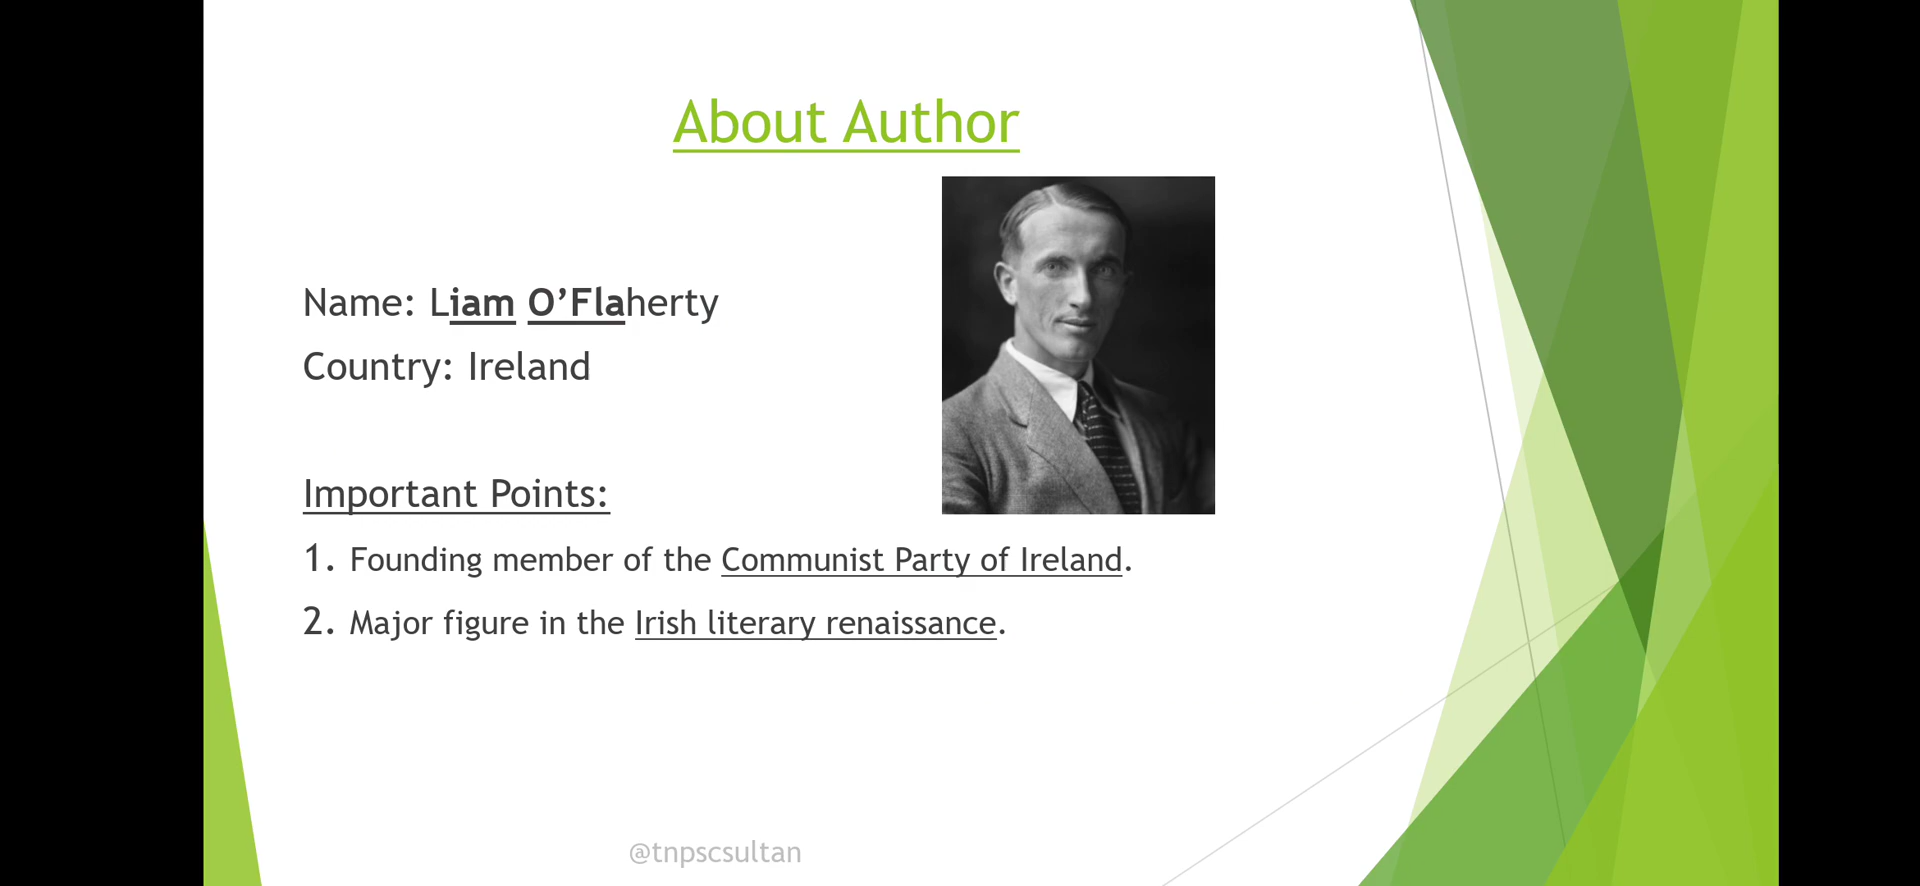 About Author
Name: Liam O’Flaherty
Country: Ireland
Important Points:
1. Founding member of the Communist Party of Ireland.
2. Major figure in the Irish literary renaissance.
@tnpscsultan